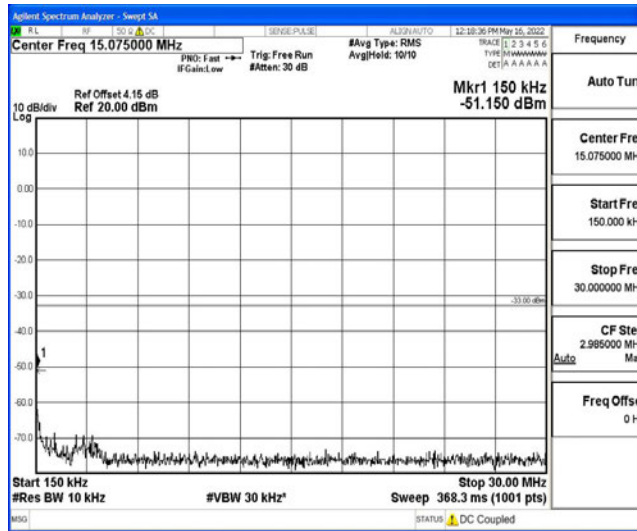 Agilent Spectrum Analyzer - Swept SA
RL RF 50 Ω DC SENSE:PULSE ALIGN AUTO 12:18:36 PM May 16, 2022
Center Freq 15.075000 MHz
PNO: Fast
IFGain:Low
Trig: Free Run
#Atten: 30 dB
#Avg Type: RMS
Avg|Hold: 10/10
TRACE 1 2 3 4 5 6
TYPE MWWWWW
DET A A A A A A
Mkr1 150 kHz
-51.150 dBm
10 dB/div
Log
Ref Offset 4.15 dB
Ref 20.00 dBm
10.0
0.00
-10.0
-20.0
-30.0
-33.00 dBm
-40.0
1
-50.0
-60.0
-70.0
Start 150 kHz
Stop 30.00 MHz
#Res BW 10 kHz
#VBW 30 kHz*
Sweep 368.3 ms (1001 pts)
MSG
STATUS DC Coupled
Frequency
Auto Tun
Center Fre
15.075000 MH
Start Fre
150.000 kH
Stop Fre
30.000000 MH
CF Ste
2.985000 MH
Auto Ma
Freq Offs
0 H